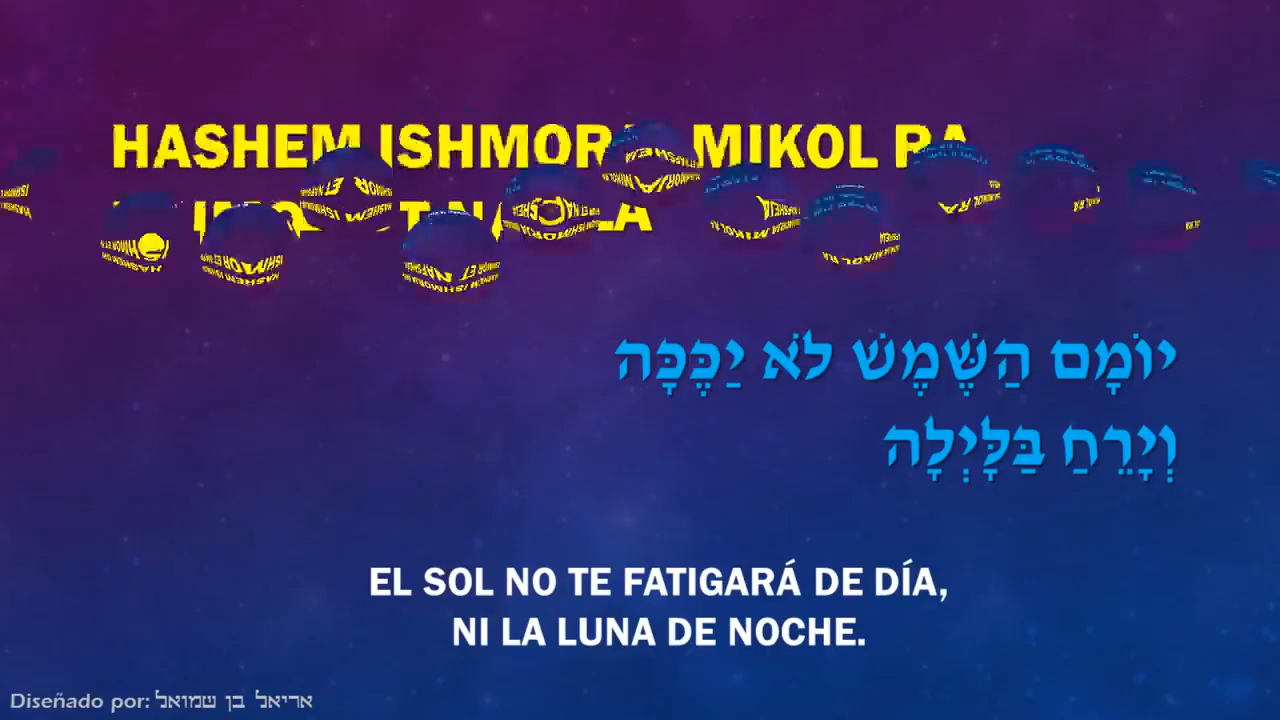 HASHEM ISHMORJA MIKOL RA
יוֹמָם הַשֶּׁמֶשׁ לֹא יַכֶּכָּה
וְיָרֵחַ בַּלָּיְלָה
EL SOL NO TE FATIGARÁ DE DÍA,
NI LA LUNA DE NOCHE.
Diseñado por: אריאל בן שמואל